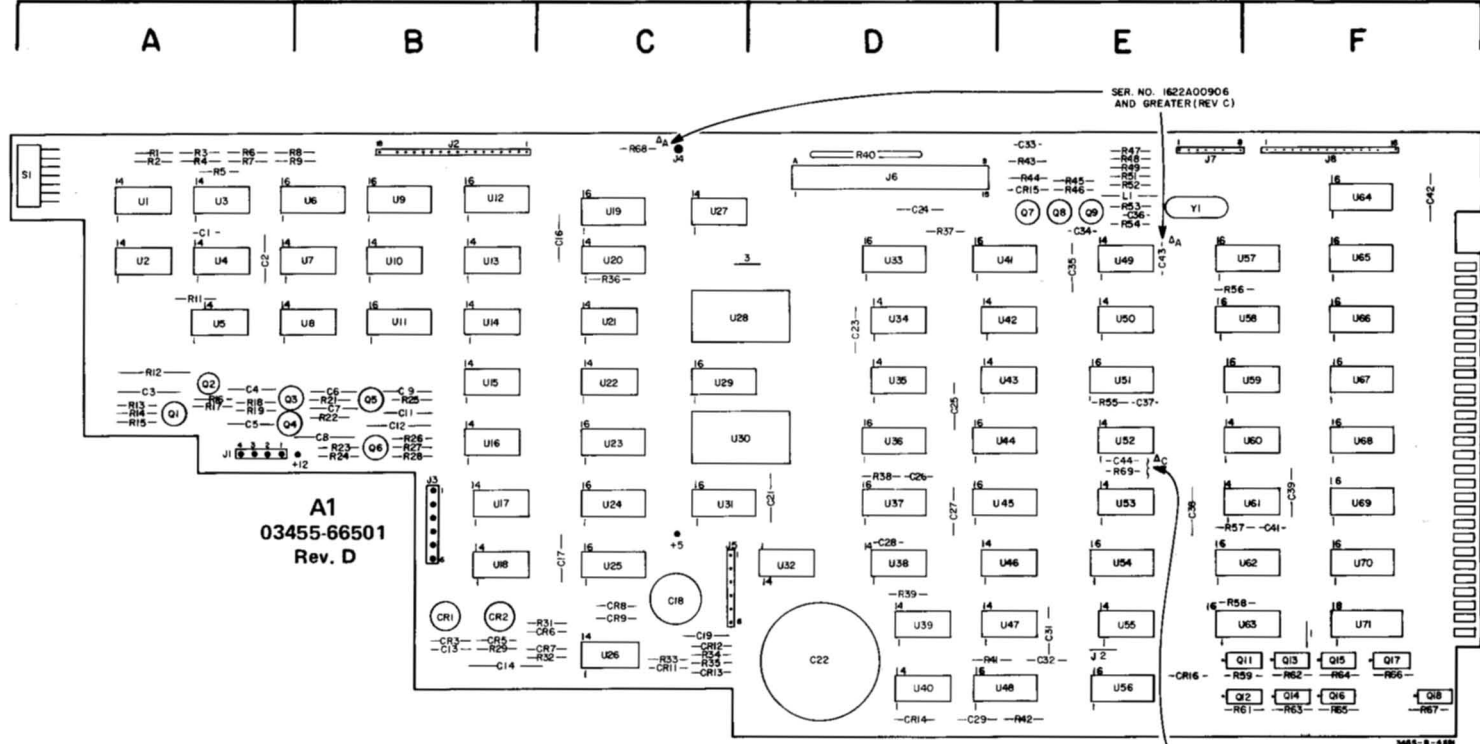 A B C D E F
SER. NO. 1622A00906
AND GREATER (REV C)
R1 R3 R6 R8
R2 R4 R7 R9
R5
S1
J2
R68 ΔA
J4
R40
J6
C33
R43
R44
CR15
R45
R46
R47
R48
R49
R51
R52
L1
R53
C36
R54
J7
J8
C42
U1 U3 U6 U9 U12 U19 U27
C24
Q7 Q8 Q9
Y1
U64
C1 C2 C16
R37
C34
C35
C43 ΔA
U2 U4 U7 U10 U13 U20 3 U33 U41 U49 U57 U65
R36
R56
R11
U5 U8 U11 U14 U21 U28 C23 U34 U42 U50 U58 U66
R12
C3
Q2
R13
R14
R15
Q1
R16
R17
C4
R18
R19
C5
Q3
Q4
C6
R21
C7
R22
Q5
C9
R25
C11
C12
U15 U22 U29 U35 C25 U43 U51 U59 U67
R55 C37
C8
R23
R24
Q6
R26
R27
R28
U16 U23 U30 U36 U44 U52 U60 U68
J1 4 3 2 1
+12
C44 ΔC
R69
J3
C21
R38 C26
C27
C38
C39
A1
03455-66501
Rev. D
U17 U24 U31 U37 U45 U53 U61 U69
R57 C41
+5
J5
C28
U18 C17 U25 U32 U38 U46 U54 U62 U70
C18
R39
R58
CR8
CR9
CR1 CR2
R31
CR6
CR3
C13
CR5
R29
CR7
R32
C14
U26
R33
CR11
C19
CR12
R34
R35
CR13
C22
U39 U47 C31 U55 U63 U71
R41 C32
J2
Q11 Q13 Q15 Q17
CR16
R59 R62 R64 R66
U40 U48 U56
Q12 Q14 Q16 Q18
R61 R63 R65 R67
CR14 C29 R42